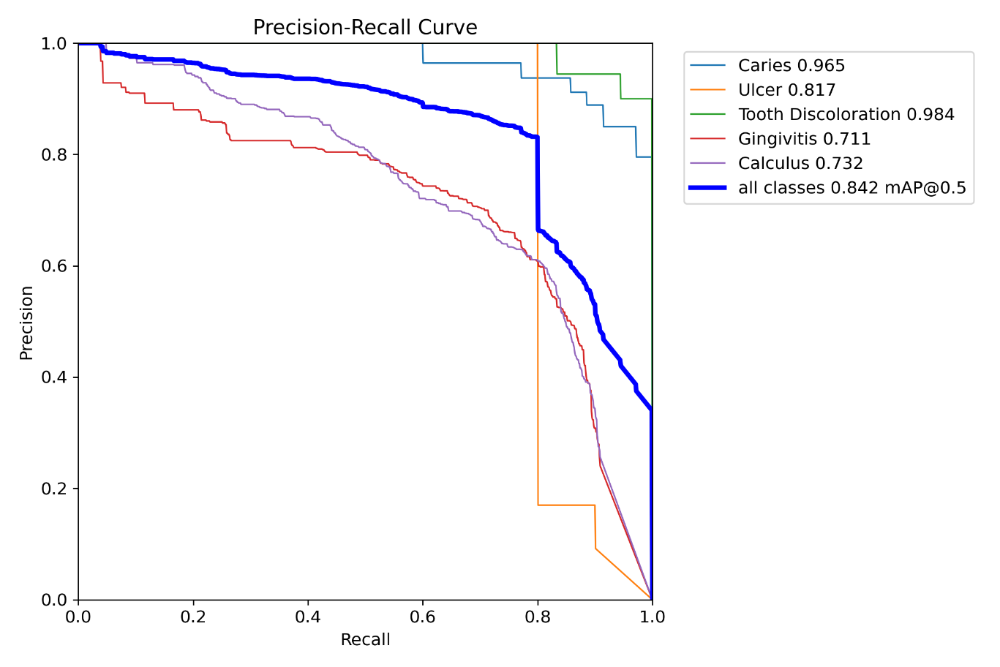 Precision-Recall Curve
1.0
0.8
0.6
0.4
0.2
0.0
Precision
0.0 0.2 0.4 0.6 0.8 1.0
Recall
Caries 0.965
Ulcer 0.817
Tooth Discoloration 0.984
Gingivitis 0.711
Calculus 0.732
all classes 0.842 mAP@0.5